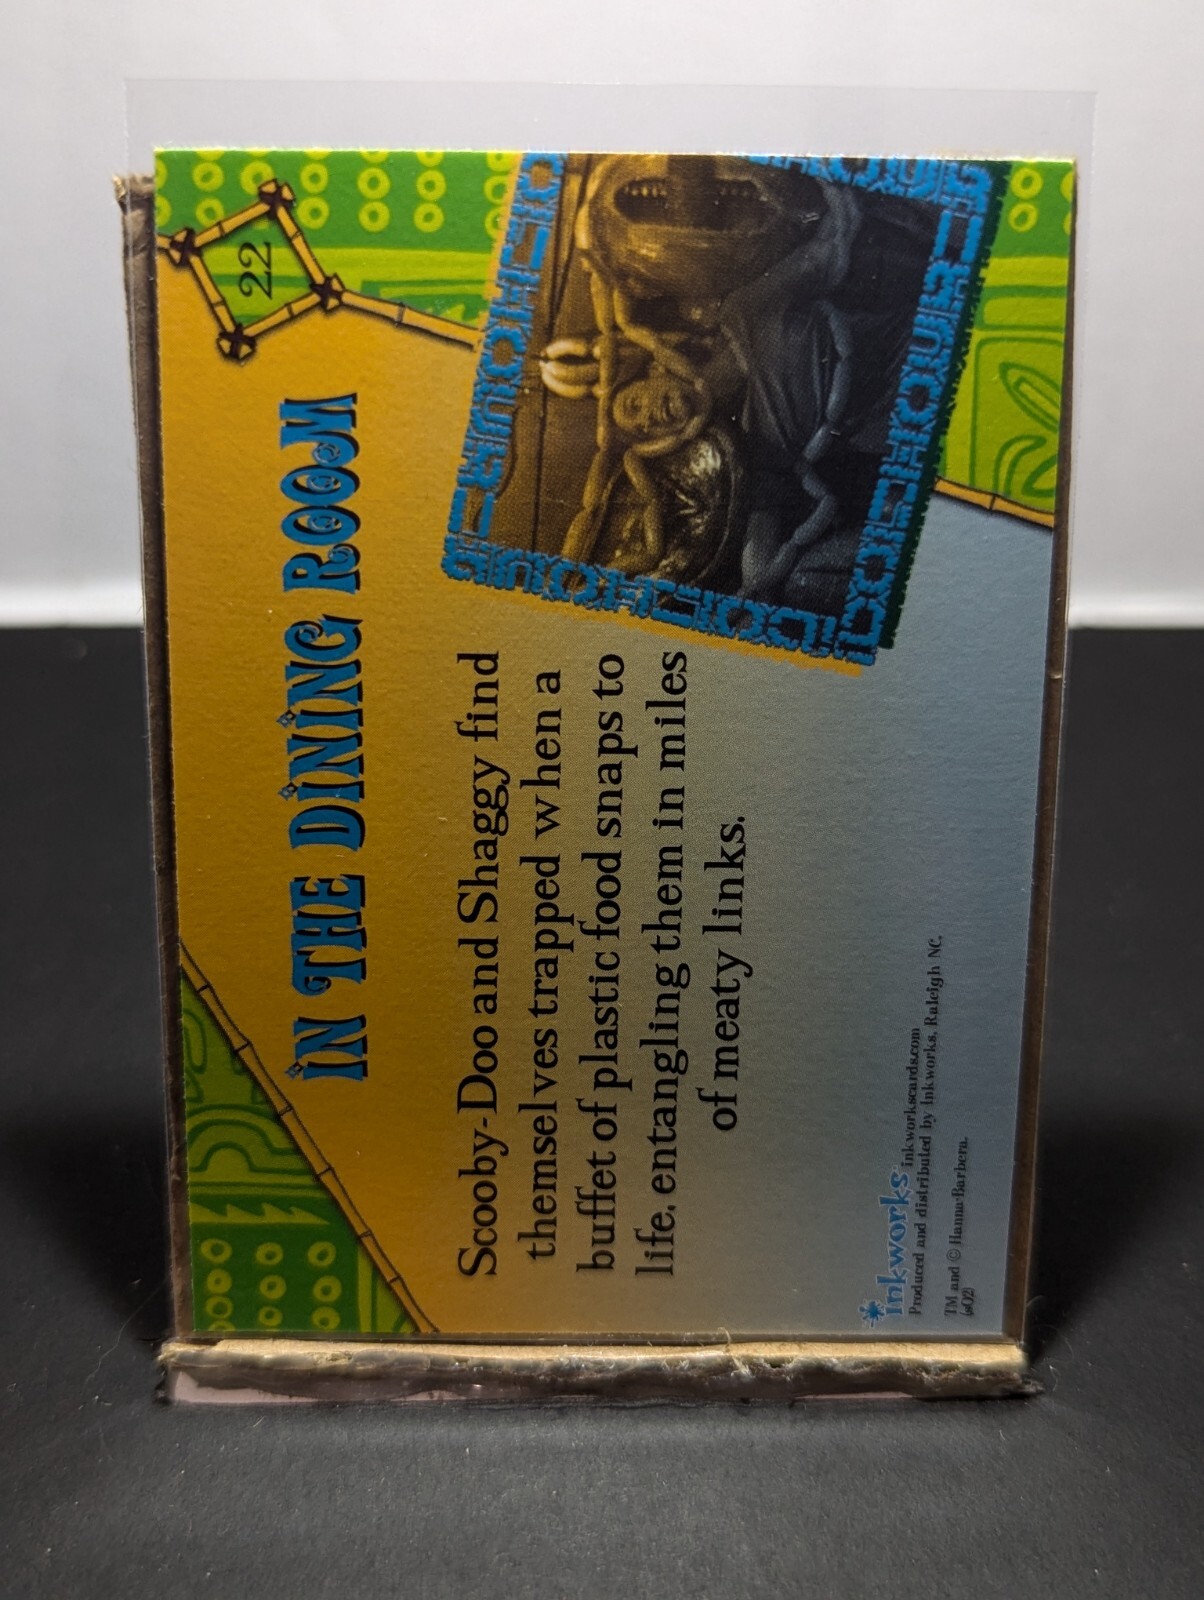 22
IN THE DINING ROOM
Scooby-Doo and Shaggy find
themselves trapped when a
buffet of plastic food snaps to
life, entangling them in miles
of meaty links.
inkworks inkworkscards.com
Produced and distributed by Inkworks, Raleigh NC.
TM and © Hanna-Barbera.
(s02)